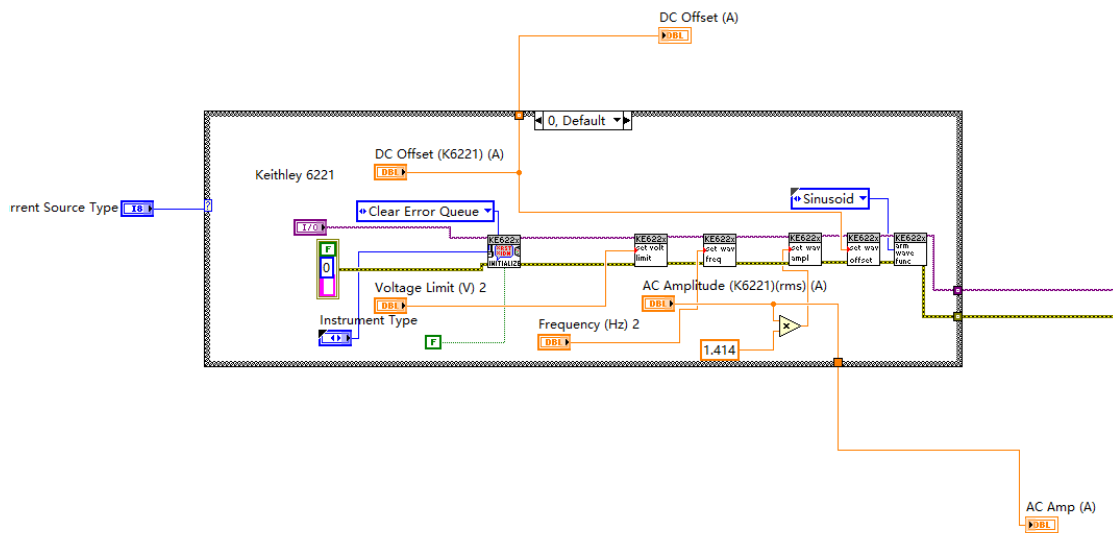 DC Offset (A)
DBL
0, Default
DC Offset (K6221) (A)
DBL
Keithley 6221
rrent Source Type
I8
?
Clear Error Queue
Sinusoid
I/O
KE622x
INITIALIZE
KE622x
set volt
limit
KE622x
set wav
freq
KE622x
set wav
ampl
KE622x
set wav
offset
KE622x
arm
wave
func
F
0
Voltage Limit (V) 2
DBL
AC Amplitude (K6221)(rms) (A)
DBL
Instrument Type
F
Frequency (Hz) 2
DBL
x
1.414
AC Amp (A)
DBL